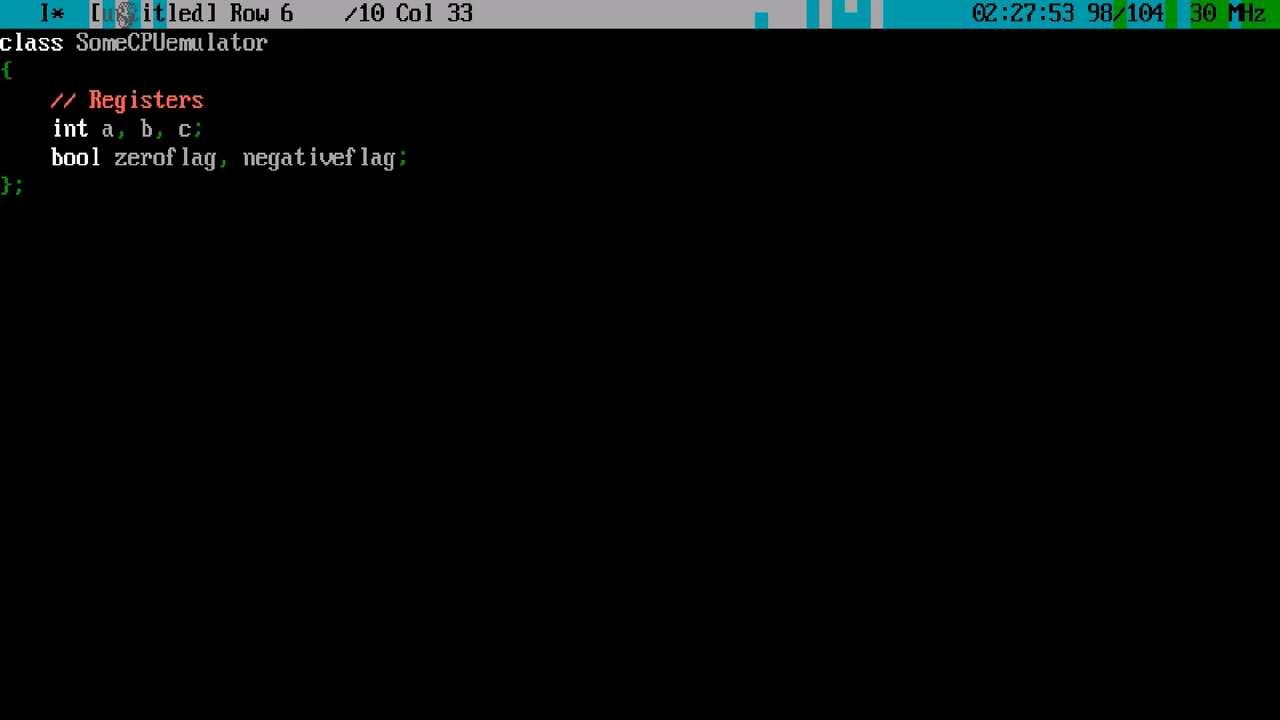 I* [untitled] Row 6    /10 Col 33 02:27:53 98/104 30 MHz
class SomeCPUemulator
{
    // Registers
    int a, b, c;
    bool zeroflag, negativeflag;
};